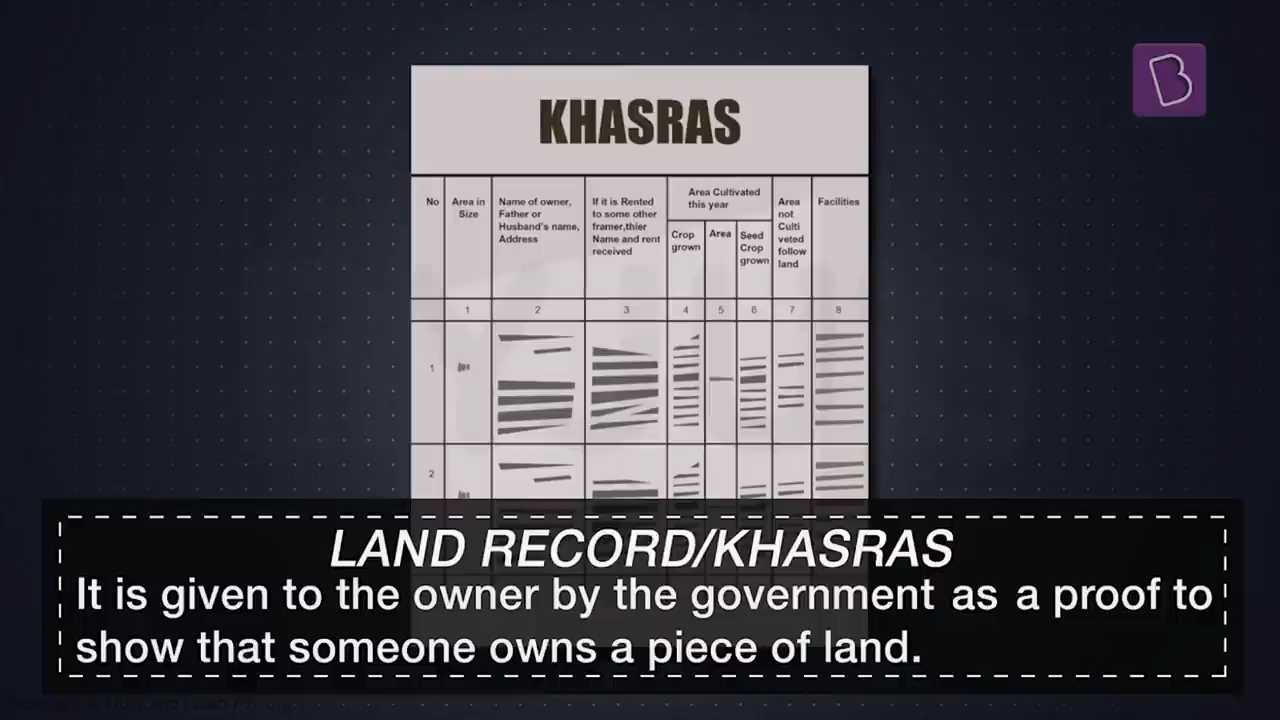 KHASRAS
No
Area in
Size
Name of owner,
Father or
Husband's name,
Address
If it is Rented
to some other
framer,thier
Name and rent
received
Area Cultivated
this year
Crop
grown
Area
Seed
Crop
grown
Area
not
Culti
veted
follow
land
Facilities
1 2 3 4 5 6 7 8
1
2
LAND RECORD/KHASRAS
It is given to the owner by the government as a proof to
show that someone owns a piece of land.